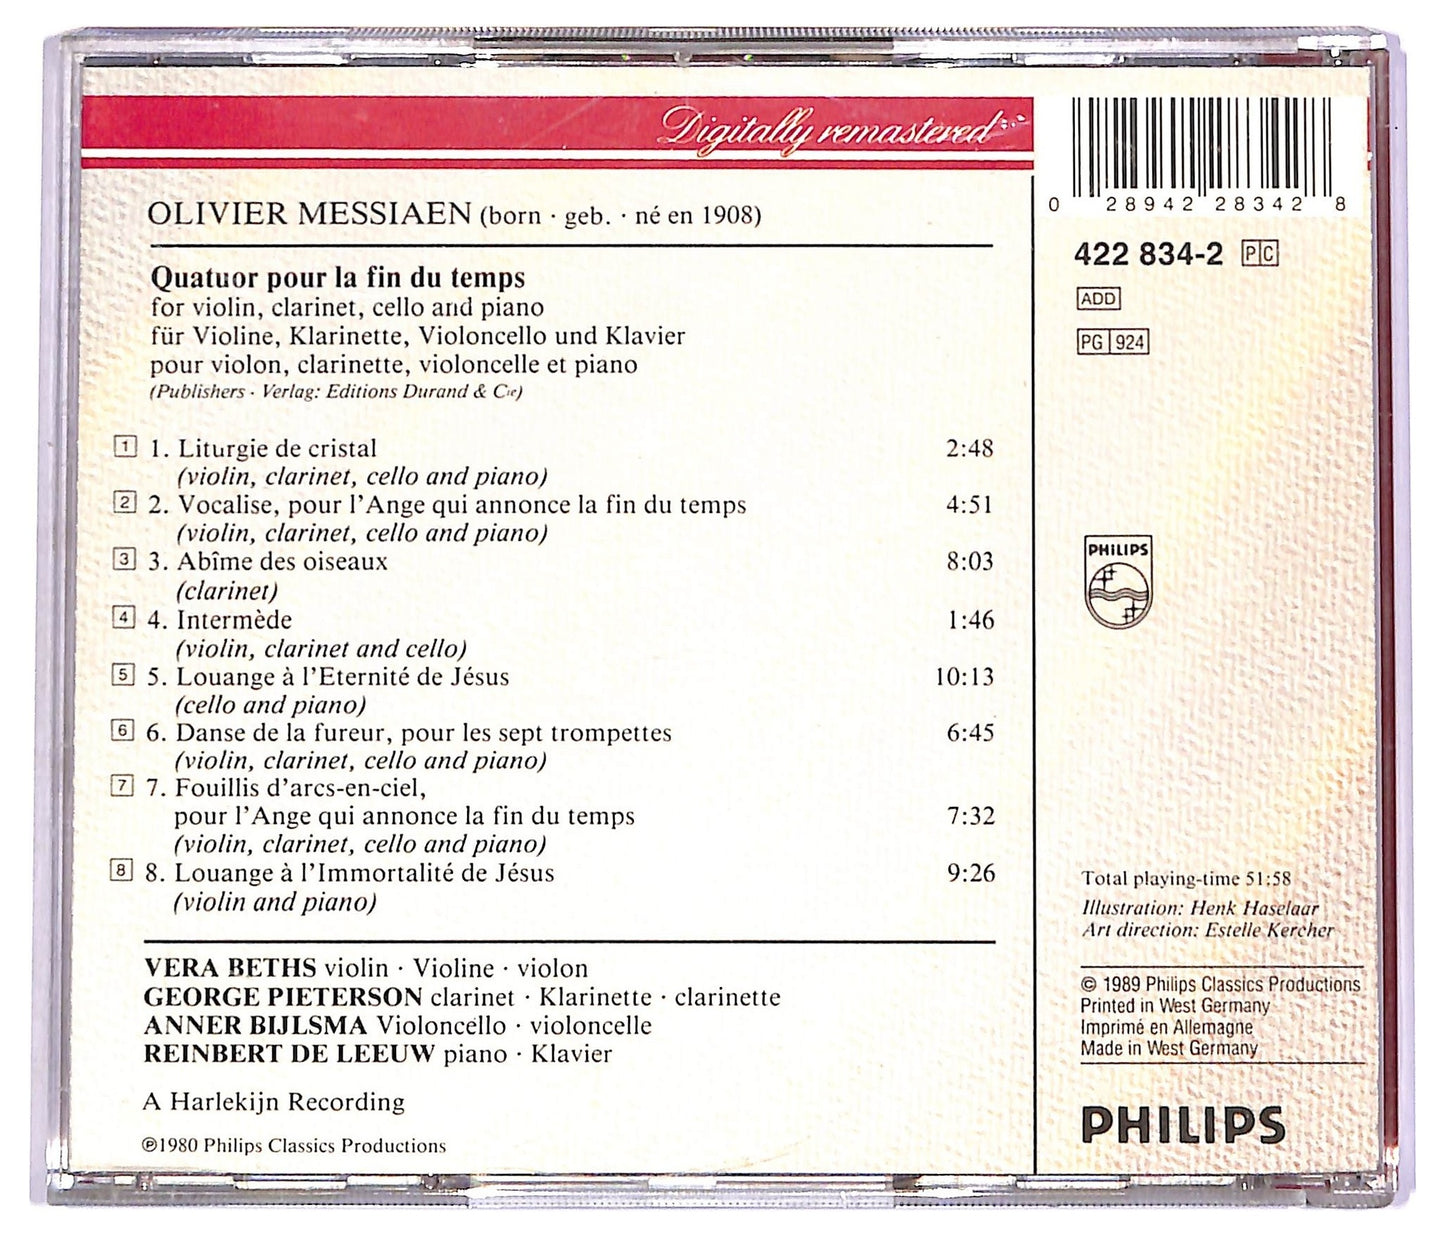 Digitally remastered
OLIVIER MESSIAEN (born · geb. · né en 1908)
Quatuor pour la fin du temps
for violin, clarinet, cello and piano
für Violine, Klarinette, Violoncello und Klavier
pour violon, clarinette, violoncelle et piano
(Publishers · Verlag: Editions Durand & Cie)
1 1. Liturgie de cristal 2:48
(violin, clarinet, cello and piano)
2 2. Vocalise, pour l'Ange qui annonce la fin du temps 4:51
(violin, clarinet, cello and piano)
3 3. Abîme des oiseaux 8:03
(clarinet)
4 4. Intermède 1:46
(violin, clarinet and cello)
5 5. Louange à l'Eternité de Jésus 10:13
(cello and piano)
6 6. Danse de la fureur, pour les sept trompettes 6:45
(violin, clarinet, cello and piano)
7 7. Fouillis d'arcs-en-ciel,
pour l'Ange qui annonce la fin du temps 7:32
(violin, clarinet, cello and piano)
8 8. Louange à l'Immortalité de Jésus 9:26
(violin and piano)
VERA BETHS violin · Violine · violon
GEORGE PIETERSON clarinet · Klarinette · clarinette
ANNER BIJLSMA Violoncello · violoncelle
REINBERT DE LEEUW piano · Klavier
A Harlekijn Recording
℗1980 Philips Classics Productions
0 28942 28342 8
422 834-2 PC
ADD
PG 924
PHILIPS
Total playing-time 51:58
Illustration: Henk Haselaar
Art direction: Estelle Kercher
© 1989 Philips Classics Productions
Printed in West Germany
Imprimé en Allemagne
Made in West Germany
PHILIPS